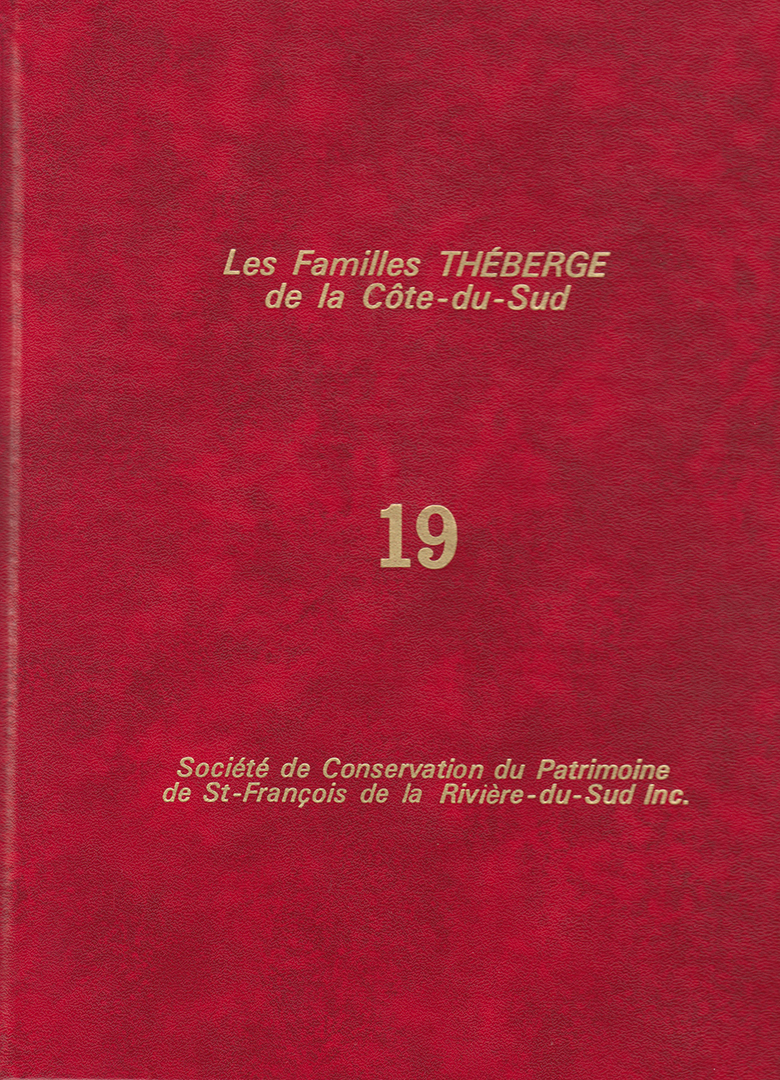 Les Familles THÉBERGE
de la Côte-du-Sud
19
Société de Conservation du Patrimoine
de St-François de la Rivière-du-Sud Inc.